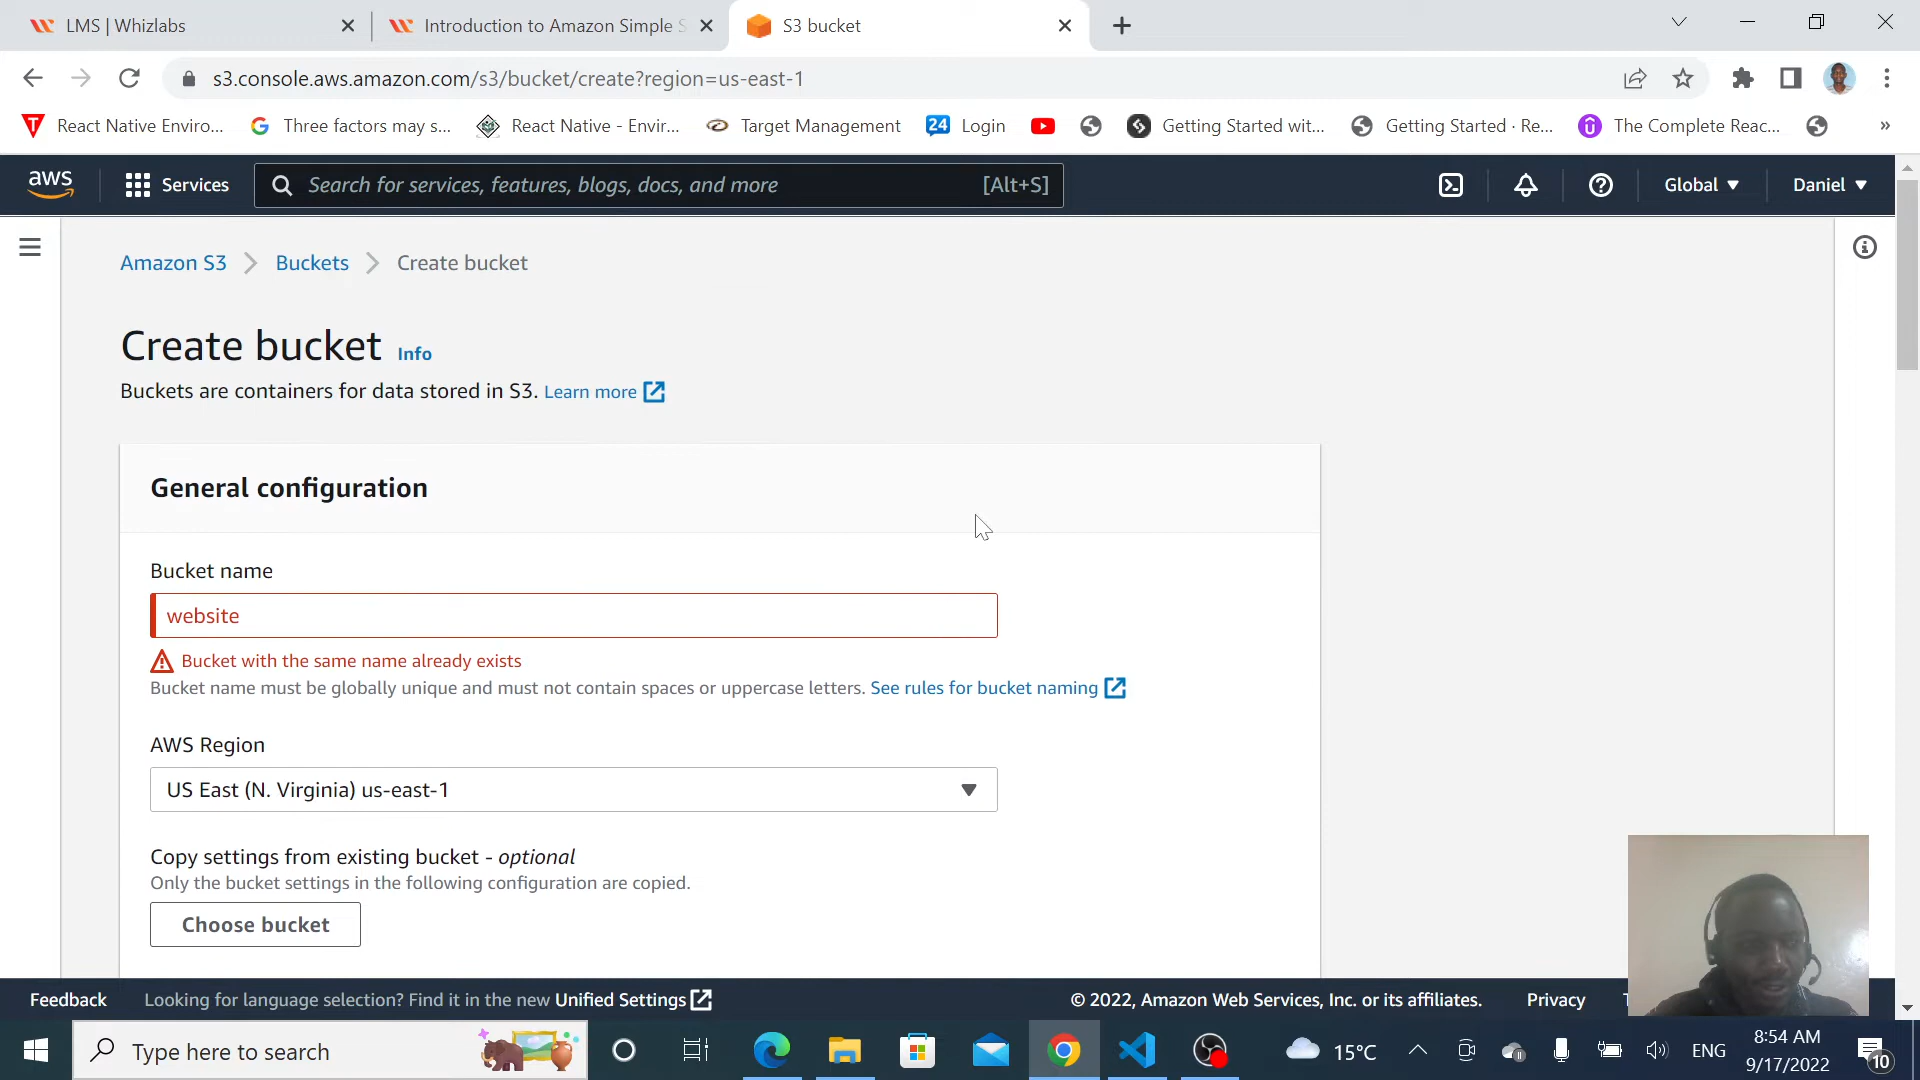 LMS | Whizlabs
Introduction to Amazon Simple S
S3 bucket
s3.console.aws.amazon.com/s3/bucket/create?region=us-east-1
React Native Enviro...
Three factors may s...
React Native - Envir...
Target Management
24 Login
Getting Started wit...
Getting Started · Re...
The Complete Reac...
»
aws
Services
Search for services, features, blogs, docs, and more
[Alt+S]
Global
Daniel
Amazon S3
Buckets
Create bucket
Create bucket Info
Buckets are containers for data stored in S3. Learn more
General configuration
Bucket name
website
Bucket with the same name already exists
Bucket name must be globally unique and must not contain spaces or uppercase letters. See rules for bucket naming
AWS Region
US East (N. Virginia) us-east-1
Copy settings from existing bucket - optional
Only the bucket settings in the following configuration are copied.
Choose bucket
Feedback
Looking for language selection? Find it in the new Unified Settings
© 2022, Amazon Web Services, Inc. or its affiliates.
Privacy
Type here to search
15°C
ENG
8:54 AM
9/17/2022
10